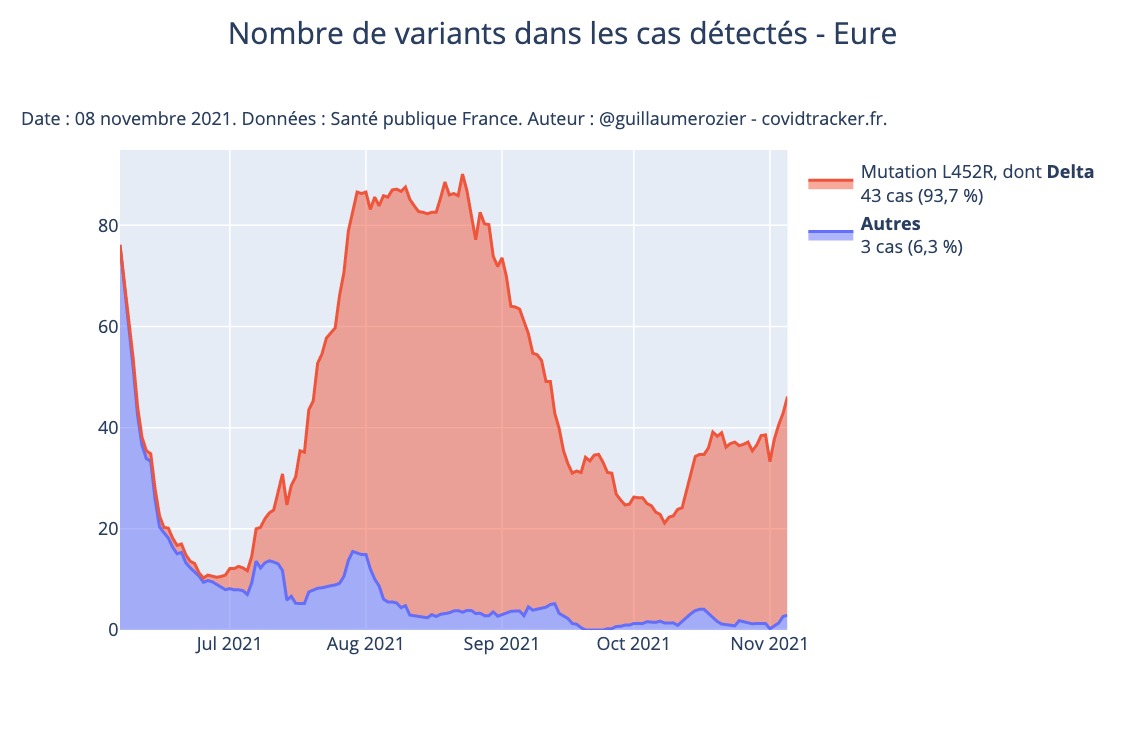 Nombre de variants dans les cas détectés - Eure
Date : 08 novembre 2021. Données : Santé publique France. Auteur : @guillaumerozier - covidtracker.fr.
Mutation L452R, dont Delta
43 cas (93,7 %)
Autres
3 cas (6,3 %)
80
60
40
20
0
Jul 2021
Aug 2021
Sep 2021
Oct 2021
Nov 2021